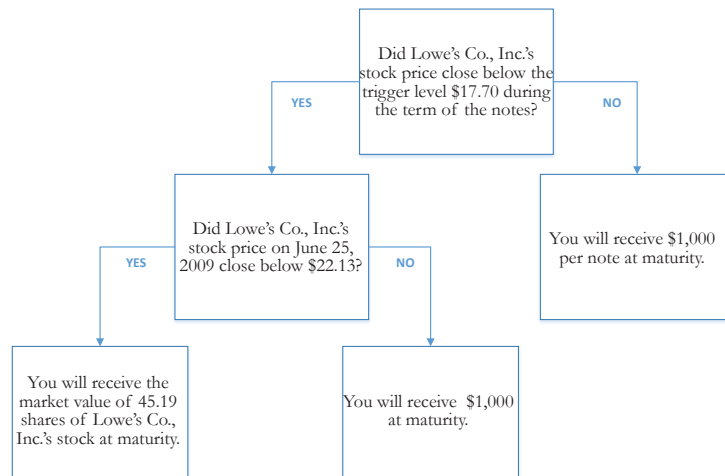 Did Lowe's Co., Inc.'s
stock price close below the
trigger level $17.70 during
the term of the notes?
YES
NO
Did Lowe's Co., Inc.'s
stock price on June 25,
2009 close below $22.13?
You will receive $1,000
per note at maturity.
YES
NO
You will receive the
market value of 45.19
shares of Lowe's Co.,
Inc.'s stock at maturity.
You will receive $1,000
at maturity.